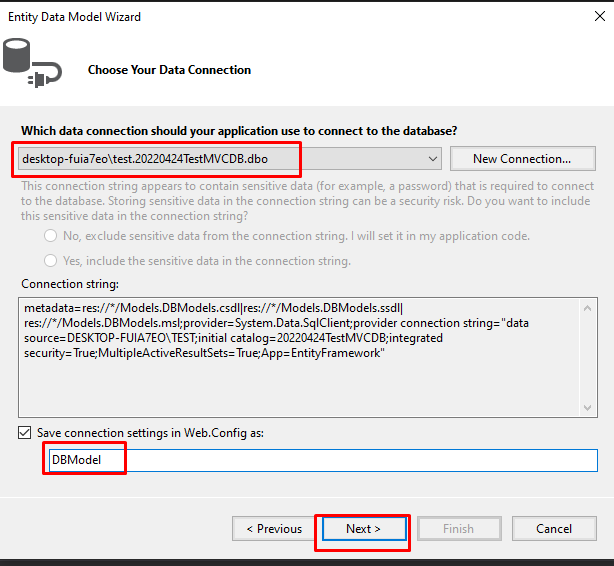 Entity Data Model Wizard
Choose Your Data Connection
Which data connection should your application use to connect to the database?
desktop-fuia7eo\test.20220424TestMVCDB.dbo
New Connection...
This connection string appears to contain sensitive data (for example, a password) that is required to connect
to the database. Storing sensitive data in the connection string can be a security risk. Do you want to include
this sensitive data in the connection string?
No, exclude sensitive data from the connection string. I will set it in my application code.
Yes, include the sensitive data in the connection string.
Connection string:
metadata=res://*/Models.DBModels.csdl|res://*/Models.DBModels.ssdl|
res://*/Models.DBModels.msl;provider=System.Data.SqlClient;provider connection string="data
source=DESKTOP-FUIA7EO\TEST;initial catalog=20220424TestMVCDB;integrated
security=True;MultipleActiveResultSets=True;App=EntityFramework"
Save connection settings in Web.Config as:
DBModel
< Previous
Next >
Finish
Cancel